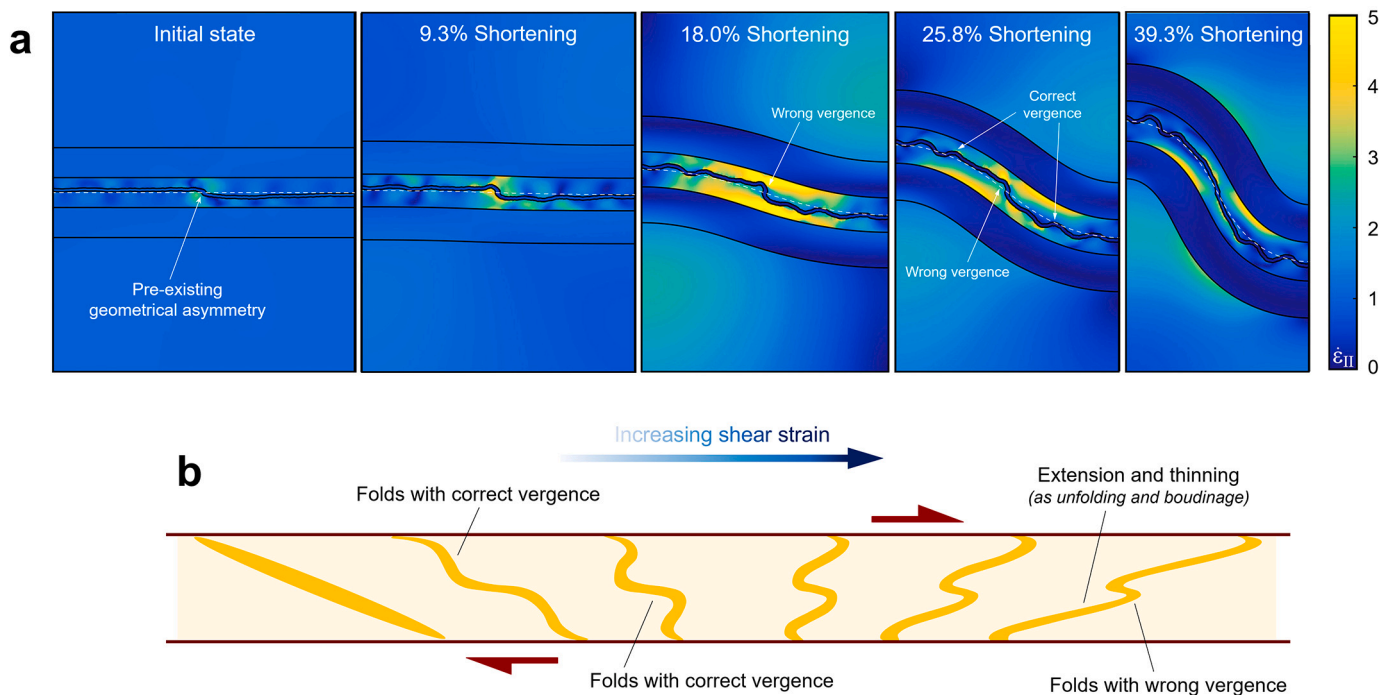 a
Initial state
9.3% Shortening
18.0% Shortening
25.8% Shortening
39.3% Shortening
5
4
3
2
1
0
ε̇II
Wrong vergence
Correct
vergence
Wrong vergence
Pre-existing
geometrical asymmetry
Increasing shear strain
b
Folds with correct vergence
Extension and thinning
(as unfolding and boudinage)
Folds with correct vergence
Folds with wrong vergence